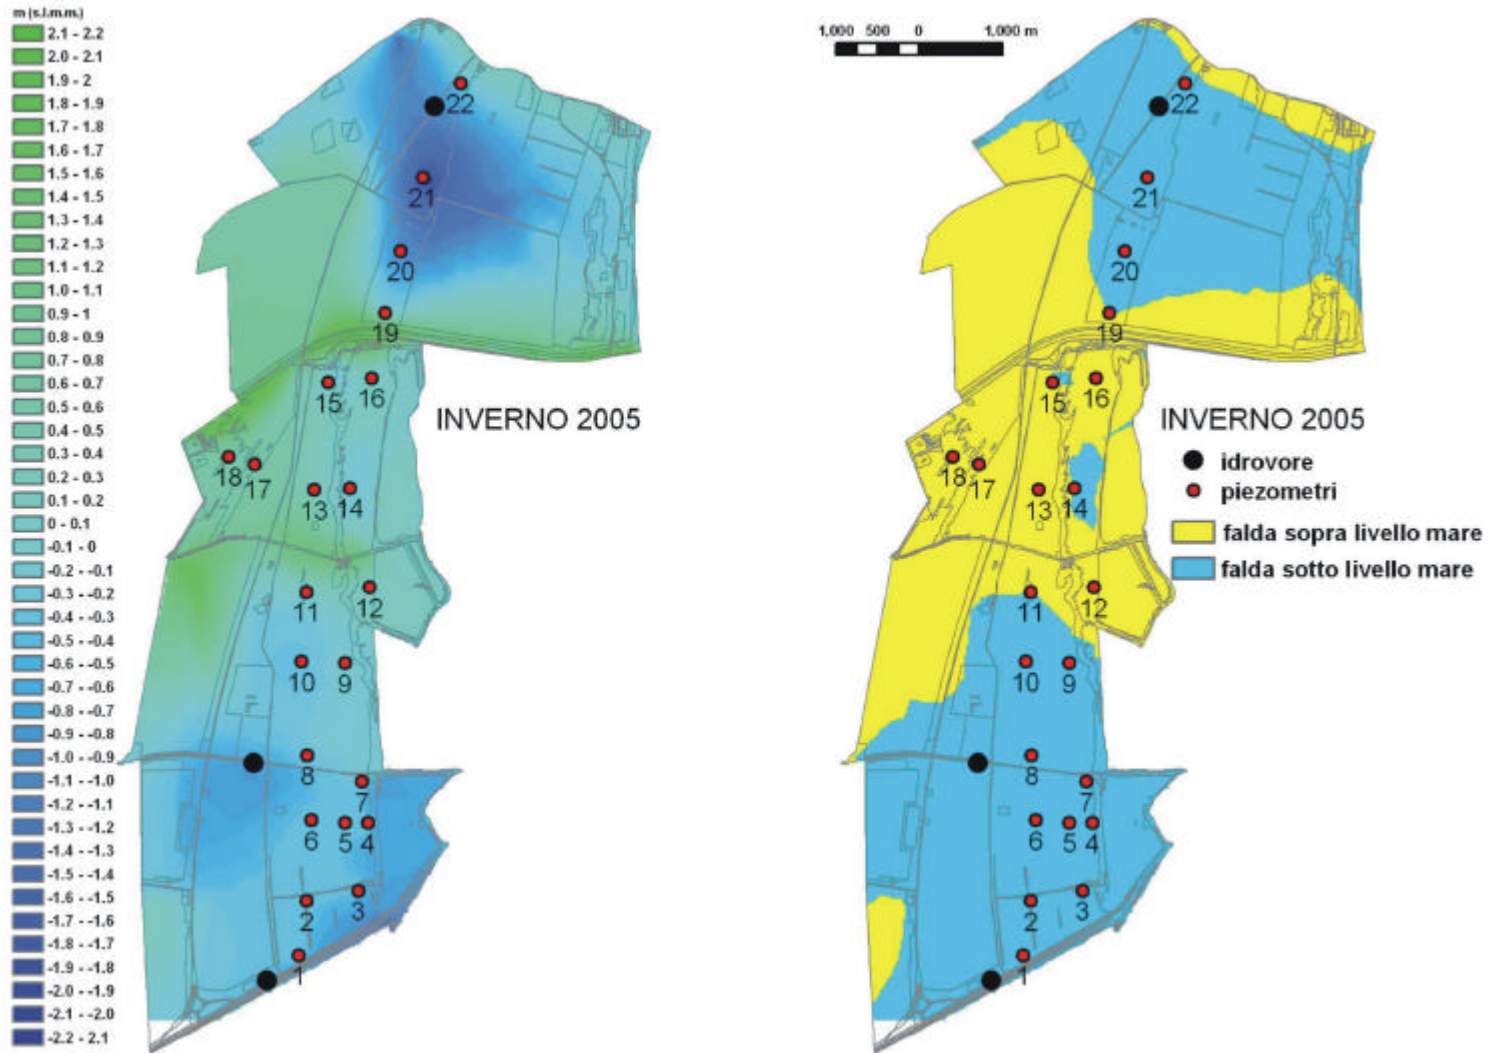 m (s.l.m.m.)
2.1 - 2.2
2.0 - 2.1
1.9 - 2
1.8 - 1.9
1.7 - 1.8
1.6 - 1.7
1.5 - 1.6
1.4 - 1.5
1.3 - 1.4
1.2 - 1.3
1.1 - 1.2
1.0 - 1.1
0.9 - 1
0.8 - 0.9
0.7 - 0.8
0.6 - 0.7
0.5 - 0.6
0.4 - 0.5
0.3 - 0.4
0.2 - 0.3
0.1 - 0.2
0 - 0.1
-0.1 - 0
-0.2 - -0.1
-0.3 - -0.2
-0.4 - -0.3
-0.5 - -0.4
-0.6 - -0.5
-0.7 - -0.6
-0.8 - -0.7
-0.9 - -0.8
-1.0 - -0.9
-1.1 - -1.0
-1.2 - -1.1
-1.3 - -1.2
-1.4 - -1.3
-1.5 - -1.4
-1.6 - -1.5
-1.7 - -1.6
-1.8 - -1.7
-1.9 - -1.8
-2.0 - -1.9
-2.1 - -2.0
-2.2 - -2.1
22
21
20
19
15 16
18 17
13 14
11 12
10 9
8
7
6 5 4
2 3
1
INVERNO 2005
1,000 500 0 1,000 m
22
21
20
19
15 16
18 17
13 14
11 12
10 9
8
7
6 5 4
2 3
1
INVERNO 2005
idrovore
piezometri
falda sopra livello mare
falda sotto livello mare